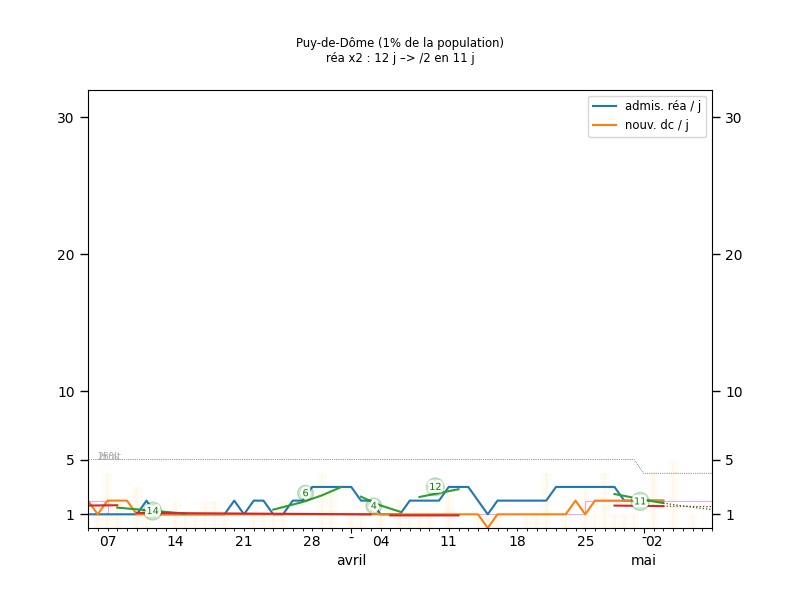 Puy-de-Dôme (1% de la population)
réa x2 : 12 j –> /2 en 11 j
admis. réa / j
nouv. dc / j
30 30
20 20
10 10
5 5
1 1
14 6 4 12 11
07 14 21 28 04 11 18 25 02
avril mai